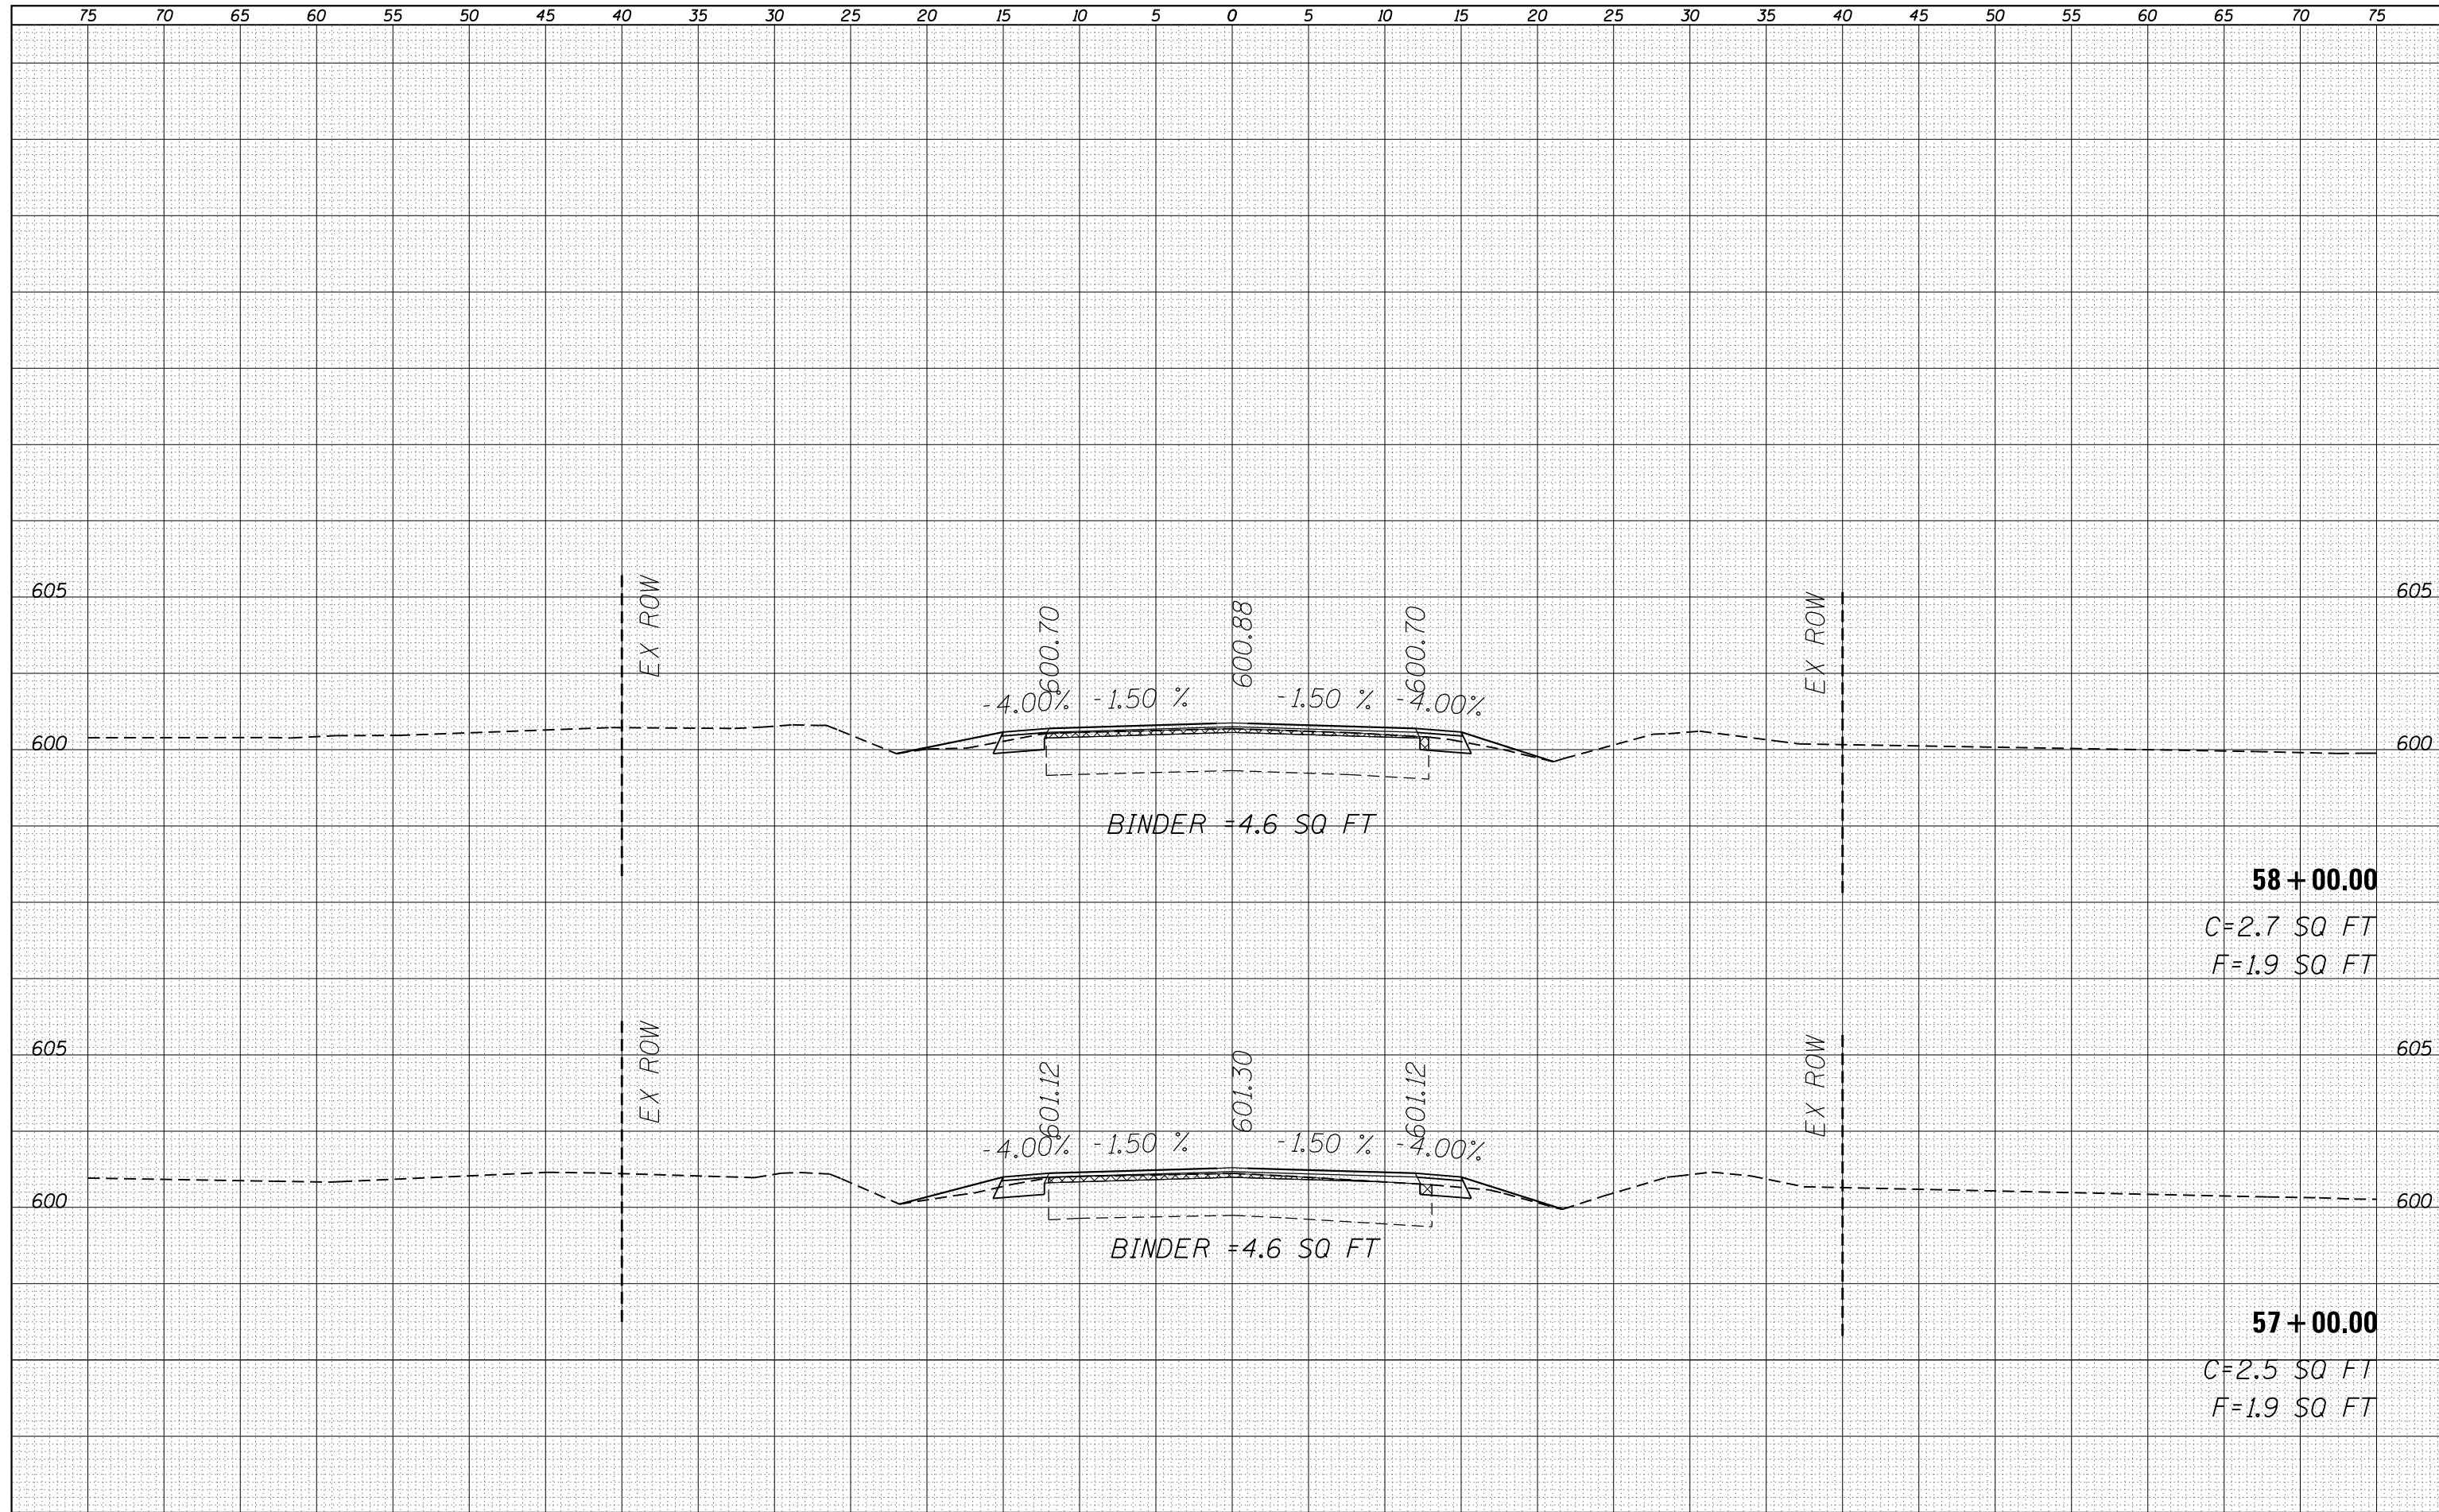 75 70 65 60 55 50 45 40 35 30 25 20 15 10 5 0 5 10 15 20 25 30 35 40 45 50 55 60 65 70 75
605 605
EX ROW
600.70
600.88
600.70
EX ROW
-4.00% -1.50 % -1.50 % -4.00%
600 600
BINDER =4.6 SQ FT
58+00.00
C=2.7 SQ FT
F=1.9 SQ FT
605 605
EX ROW
601.12
601.30
601.12
EX ROW
-4.00% -1.50 % -1.50 % -4.00%
600 600
BINDER =4.6 SQ FT
57+00.00
C=2.5 SQ FT
F=1.9 SQ FT